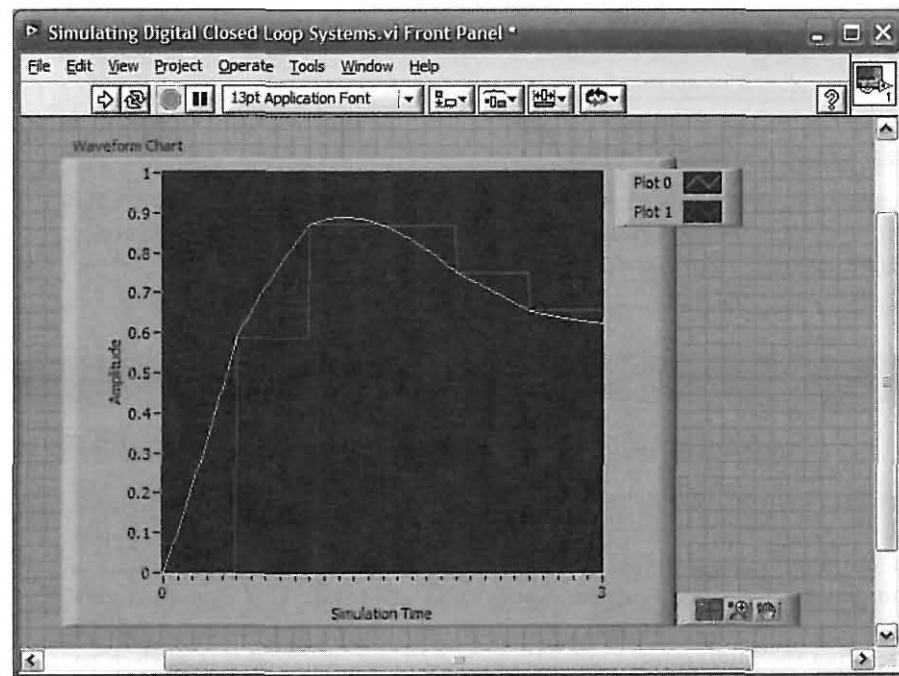 Simulating Digital Closed Loop Systems.vi Front Panel *
File Edit View Project Operate Tools Window Help
13pt Application Font
?
1
Waveform Chart
Plot 0
Plot 1
1
0.9
0.8
0.7
0.6
0.5
0.4
0.3
0.2
0.1
0
Amplitude
0 3
Simulation Time